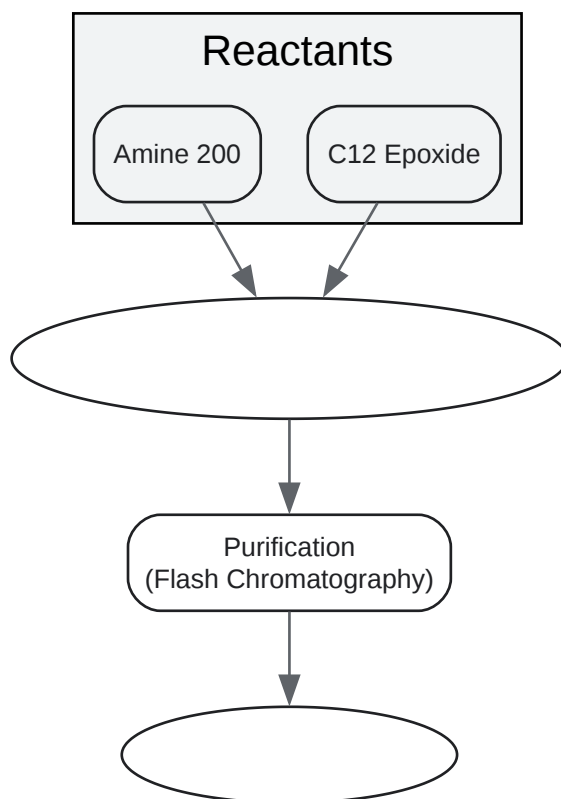 Reactants
Amine 200
C12 Epoxide
Purification
(Flash Chromatography)